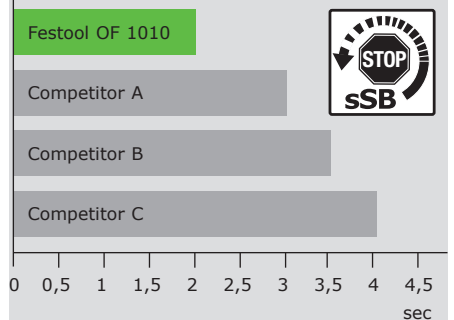 Festool OF 1010
STOP
sSB
Competitor A
Competitor B
Competitor C
0 0,5 1 1,5 2 2,5 3 3,5 4 4,5
sec